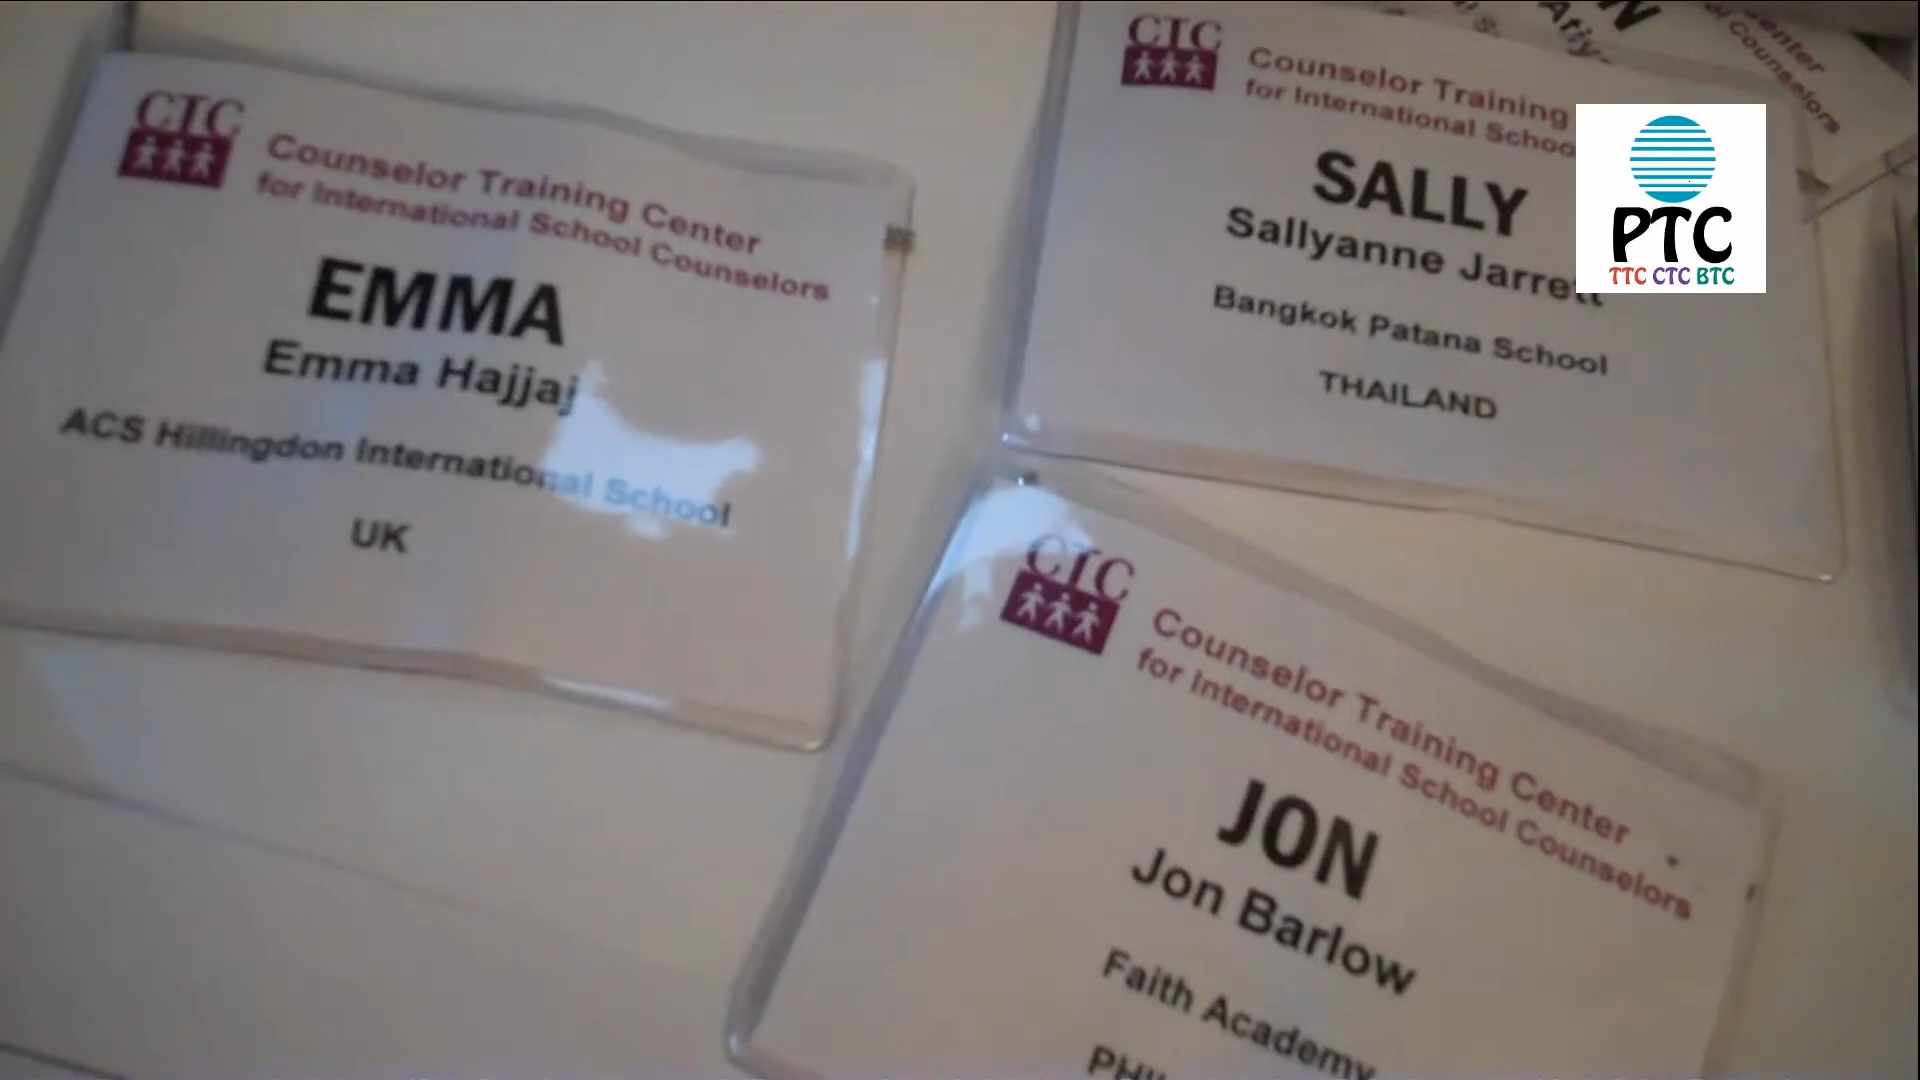 CTC
Counselor Training Center
for International School Counselors
EMMA
Emma Hajjaj
ACS Hillingdon International School
UK
CTC
Counselor Training
for International
SALLY
Sallyanne Jarrett
Bangkok Patana School
THAILAND
PTC
TTC CTC BTC
CTC
Counselor Training Center
for International School Counselors
JON
Jon Barlow
Faith Academy
Counselors